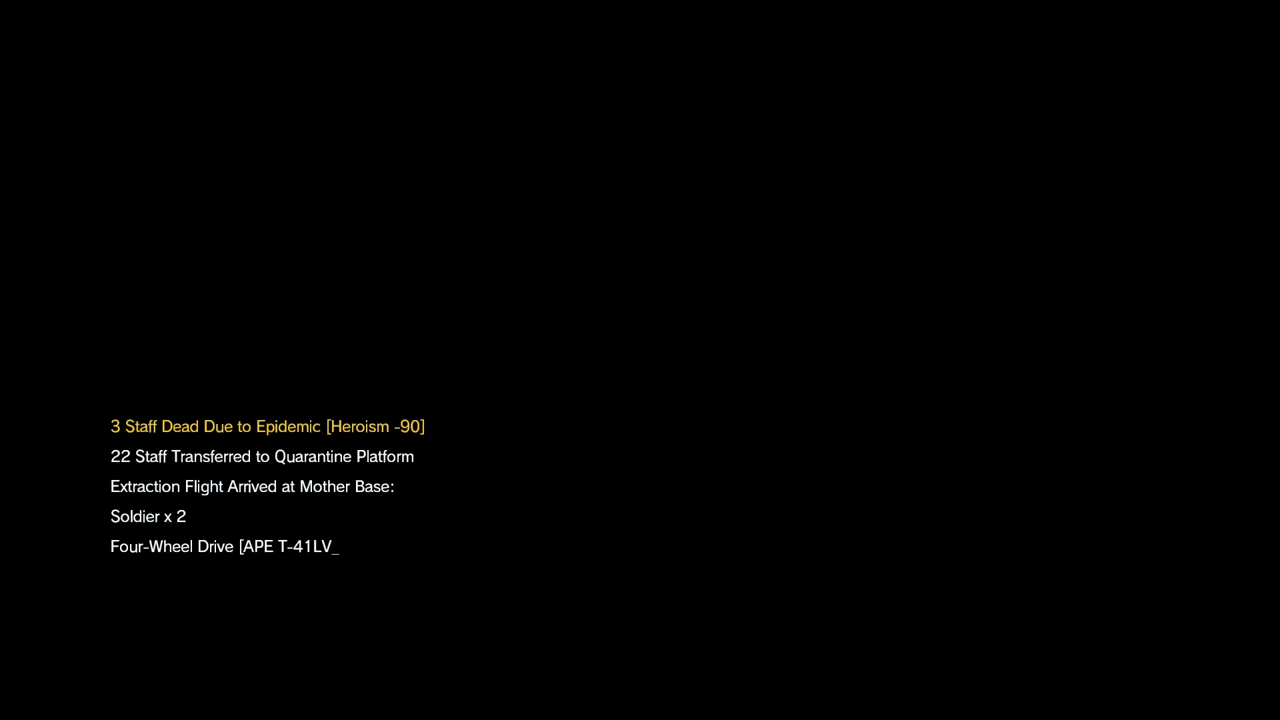 3 Staff Dead Due to Epidemic [Heroism -90]
22 Staff Transferred to Quarantine Platform
Extraction Flight Arrived at Mother Base:
Soldier x 2
Four-Wheel Drive [APE T-41LV_